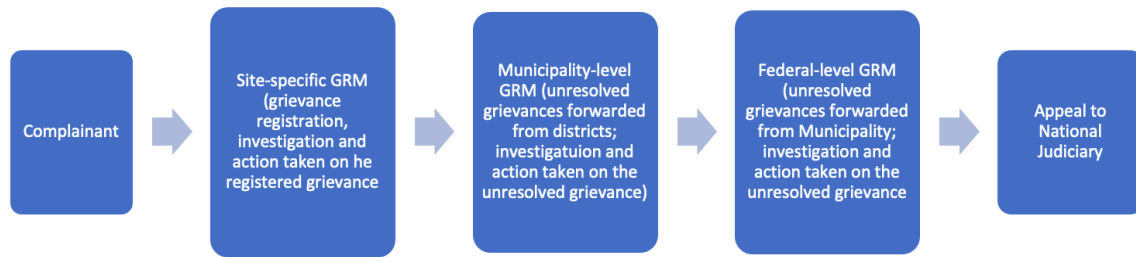 Complainant
Site-specific GRM
(grievance
registration,
investigation and
action taken on he
registered grievance
Municipality-level
GRM (unresolved
grievances forwarded
from districts;
investigatuion and
action taken on the
unresolved grievance)
Federal-level GRM
(unresolved
grievances forwarded
from Municipality;
investigation and
action taken on the
unresolved grievance
Appeal to
National
Judiciary